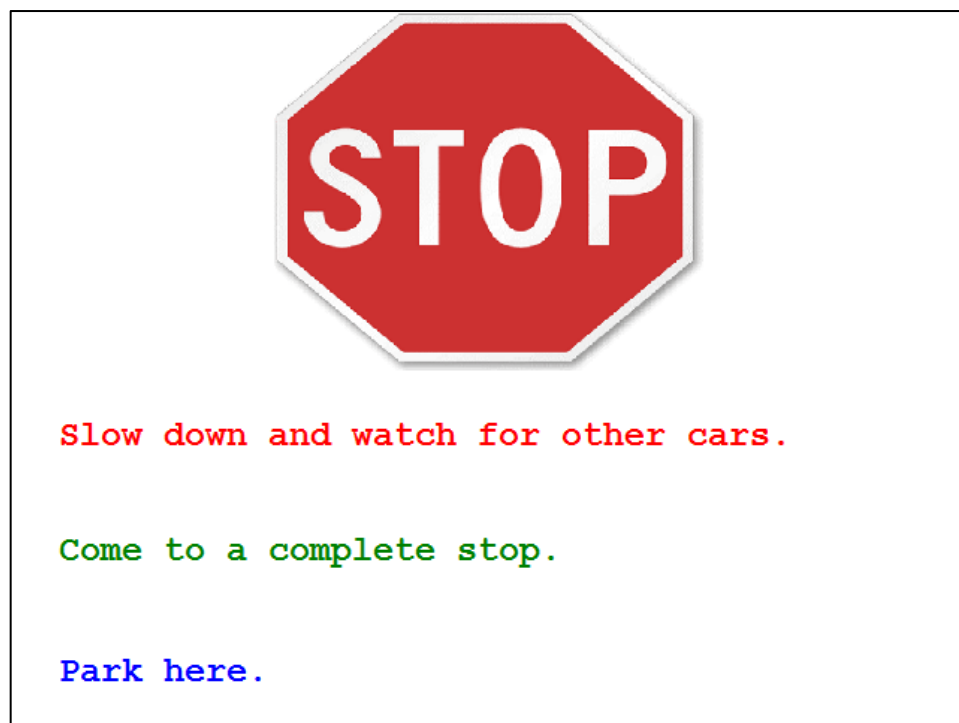 STOP
Slow down and watch for other cars.
Come to a complete stop.
Park here.